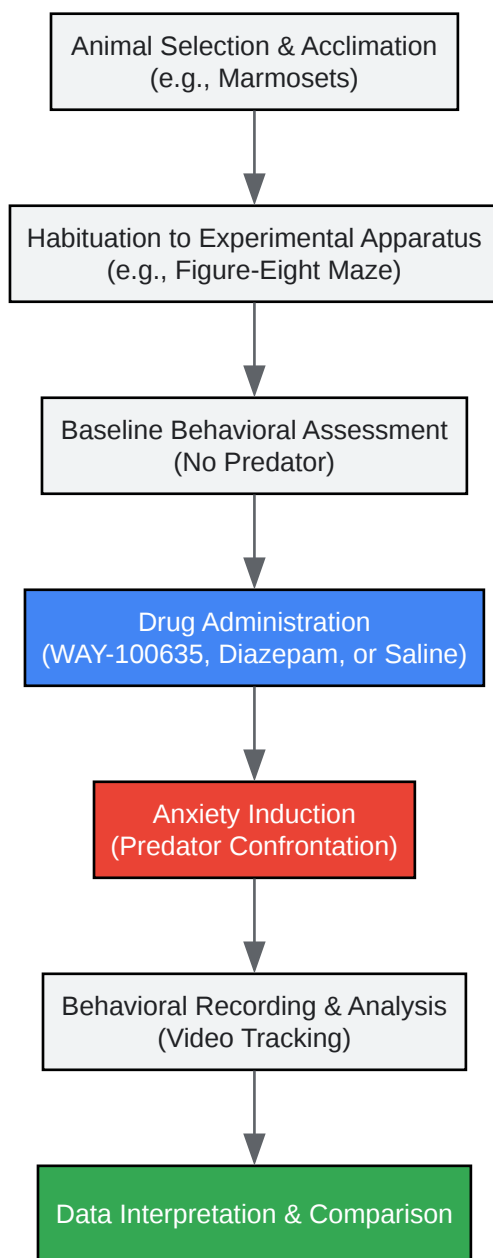 Animal Selection & Acclimation
(e.g., Marmosets)
Habituation to Experimental Apparatus
(e.g., Figure-Eight Maze)
Baseline Behavioral Assessment
(No Predator)
Drug Administration
(WAY-100635, Diazepam, or Saline)
Anxiety Induction
(Predator Confrontation)
Behavioral Recording & Analysis
(Video Tracking)
Data Interpretation & Comparison